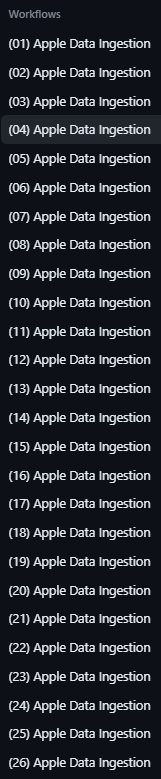 Workflows
(01) Apple Data Ingestion
(02) Apple Data Ingestion
(03) Apple Data Ingestion
(04) Apple Data Ingestion
(05) Apple Data Ingestion
(06) Apple Data Ingestion
(07) Apple Data Ingestion
(08) Apple Data Ingestion
(09) Apple Data Ingestion
(10) Apple Data Ingestion
(11) Apple Data Ingestion
(12) Apple Data Ingestion
(13) Apple Data Ingestion
(14) Apple Data Ingestion
(15) Apple Data Ingestion
(16) Apple Data Ingestion
(17) Apple Data Ingestion
(18) Apple Data Ingestion
(19) Apple Data Ingestion
(20) Apple Data Ingestion
(21) Apple Data Ingestion
(22) Apple Data Ingestion
(23) Apple Data Ingestion
(24) Apple Data Ingestion
(25) Apple Data Ingestion
(26) Apple Data Ingestion